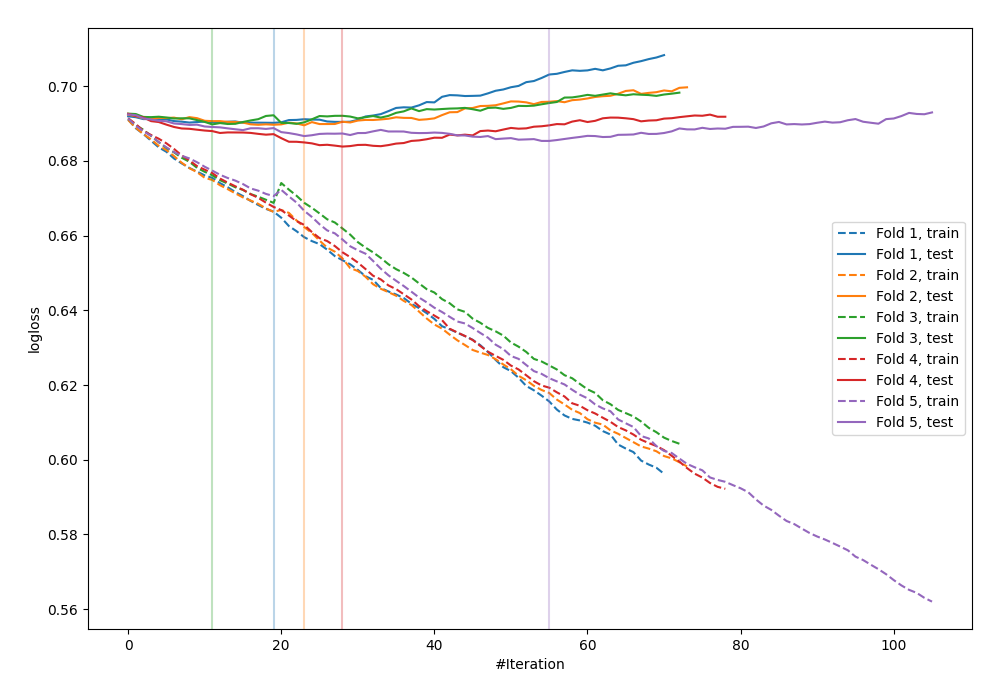 0.70
0.68
0.66
0.64
0.62
0.60
0.58
0.56
logloss
0 20 40 60 80 100
#Iteration
Fold 1, train
Fold 1, test
Fold 2, train
Fold 2, test
Fold 3, train
Fold 3, test
Fold 4, train
Fold 4, test
Fold 5, train
Fold 5, test